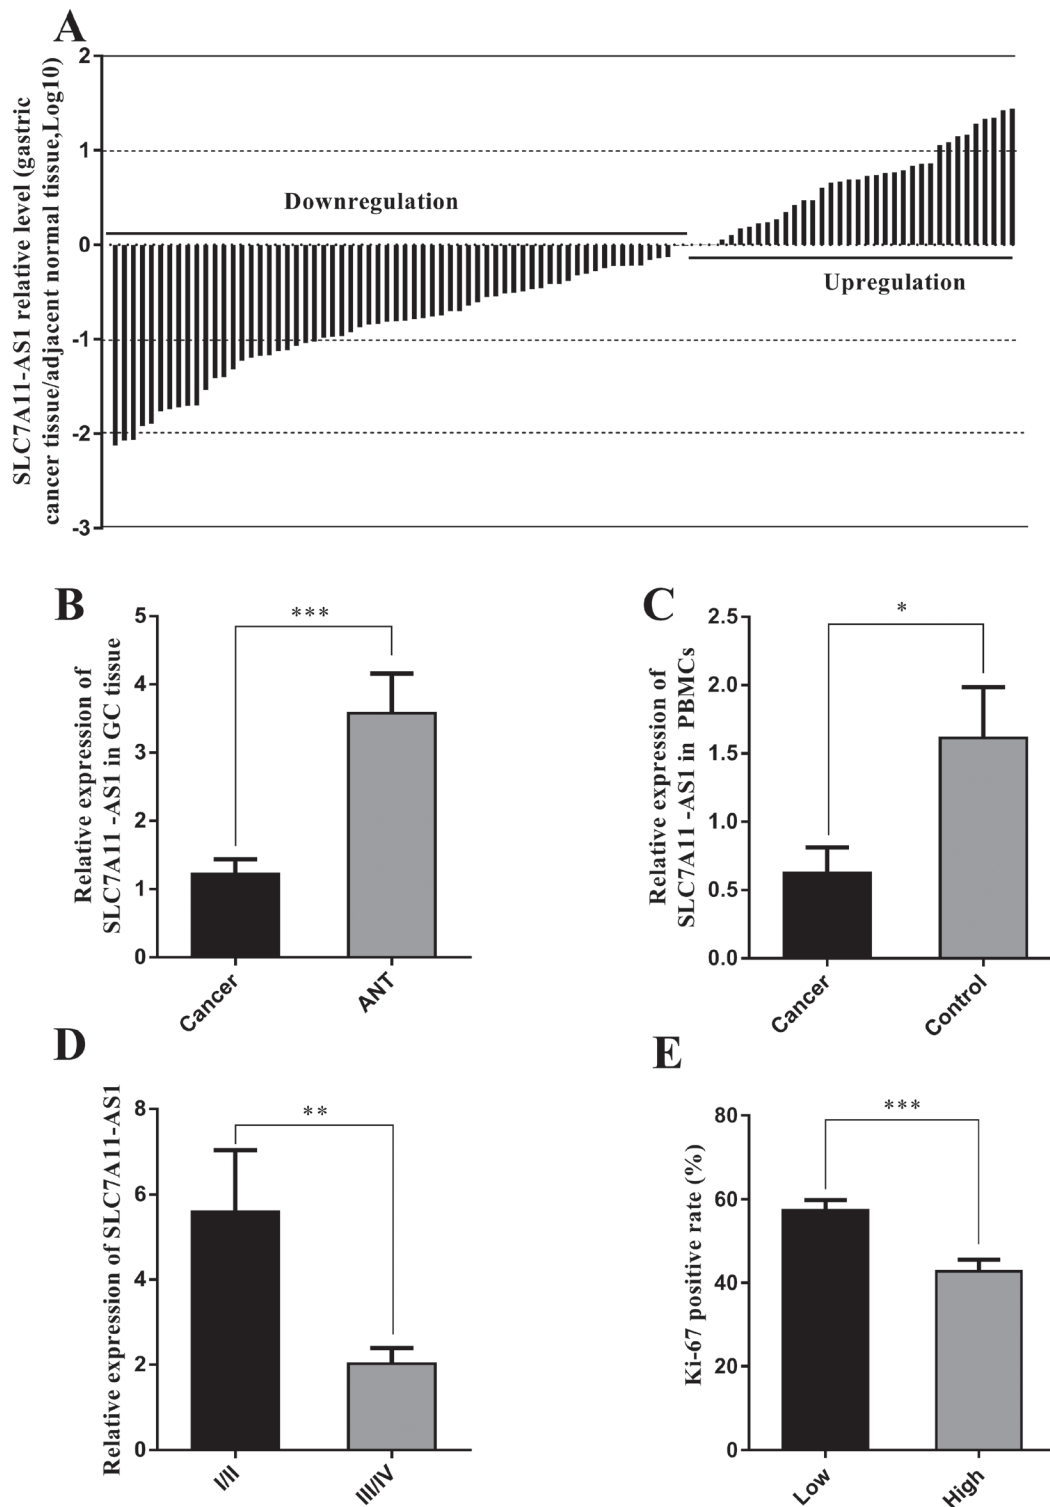 A
SLC7A11-AS1 relative level (gastric
cancer tissue/adjacent normal tissue,Log10)
2
1
0
-1
-2
-3
Downregulation
Upregulation
B
Relative expression of
SLC7A11 -AS1 in GC tissue
5
4
3
2
1
0
***
Cancer
ANT
C
Relative expression of
SLC7A11 -AS1 in PBMCs
2.5
2.0
1.5
1.0
0.5
0.0
*
Cancer
Control
D
Relative expression of SLC7A11-AS1
8
6
4
2
0
**
I/II
III/IV
E
Ki-67 positive rate (%)
80
60
40
20
0
***
Low
High